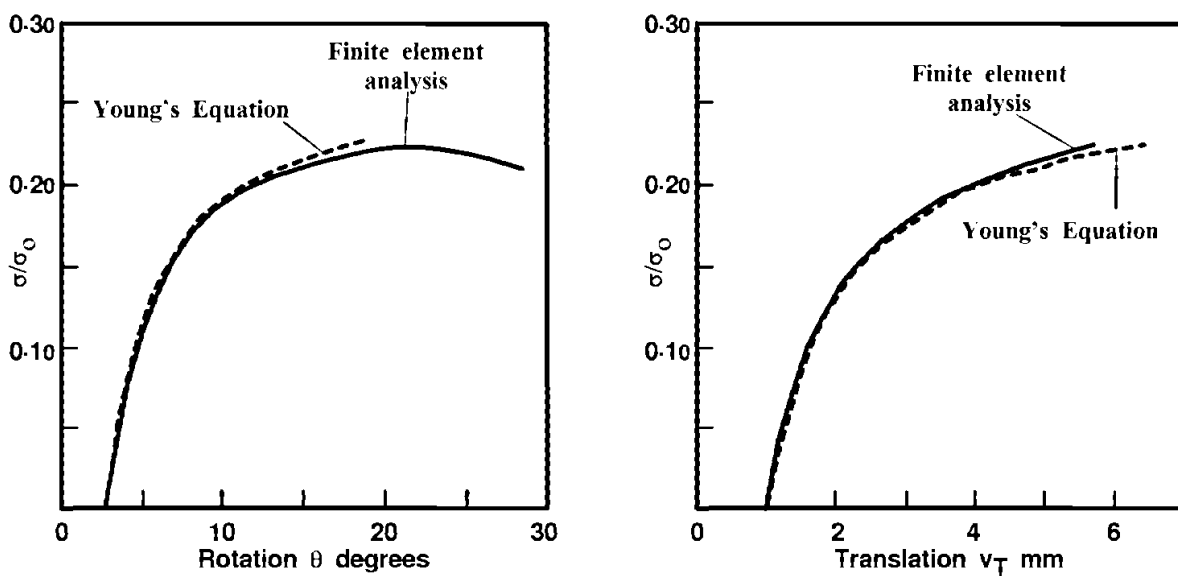 0.30
0.20
0.10
σ/σo
Finite element
analysis
Young's Equation
0
10
20
30
Rotation θ degrees
0.30
0.20
0.10
σ/σo
Finite element
analysis
Young's Equation
0
2
4
6
Translation vT mm